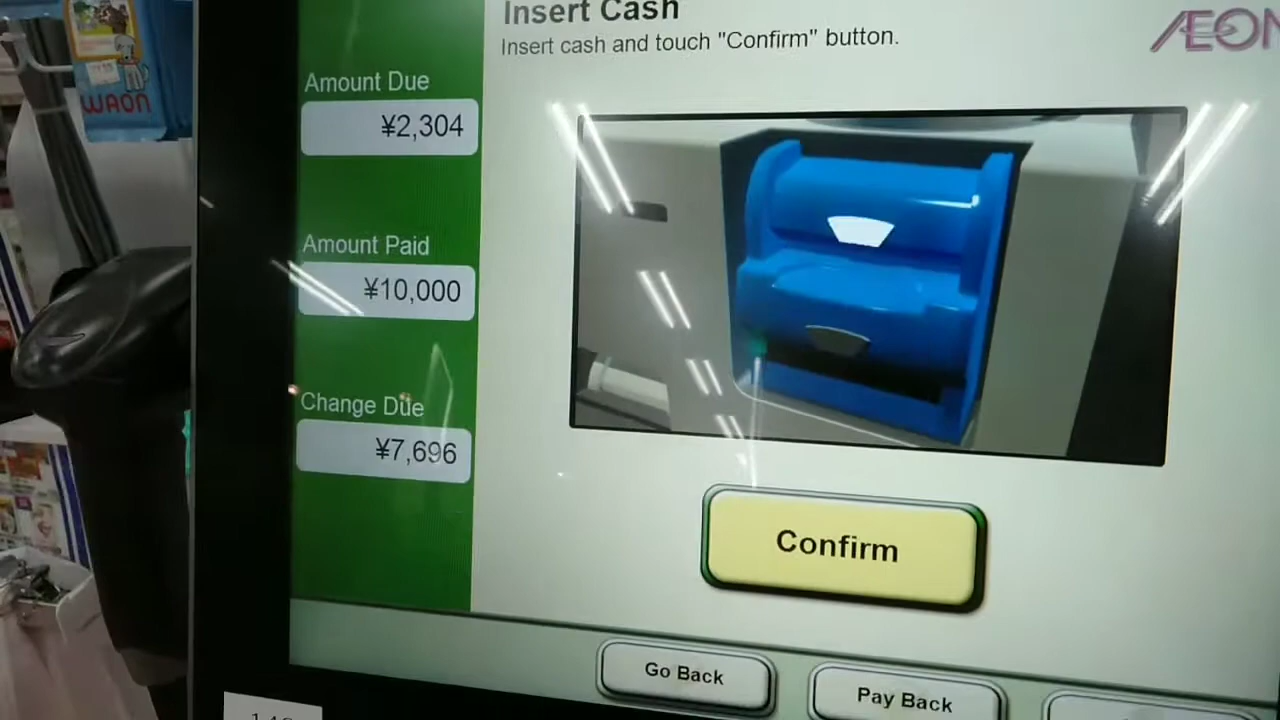 Insert Cash
Insert cash and touch "Confirm" button.
ÆON
WAON
Amount Due
¥2,304
Amount Paid
¥10,000
Change Due
¥7,696
Confirm
Go Back
Pay Back